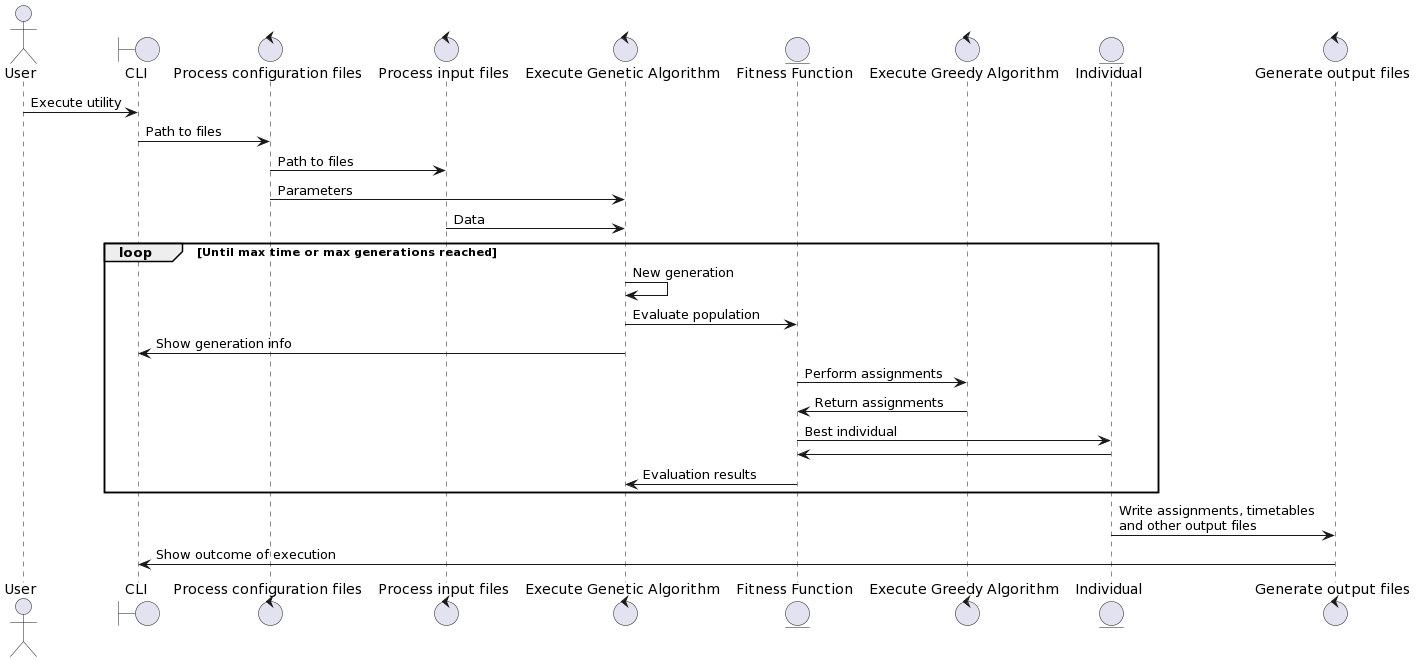 User CLI Process configuration files Process input files Execute Genetic Algorithm Fitness Function Execute Greedy Algorithm Individual Generate output files
Execute utility
Path to files
Path to files
Parameters
Data
loop [Until max time or max generations reached]
New generation
Evaluate population
Show generation info
Perform assignments
Return assignments
Best individual
Evaluation results
Write assignments, timetables
and other output files
Show outcome of execution
User CLI Process configuration files Process input files Execute Genetic Algorithm Fitness Function Execute Greedy Algorithm Individual Generate output files